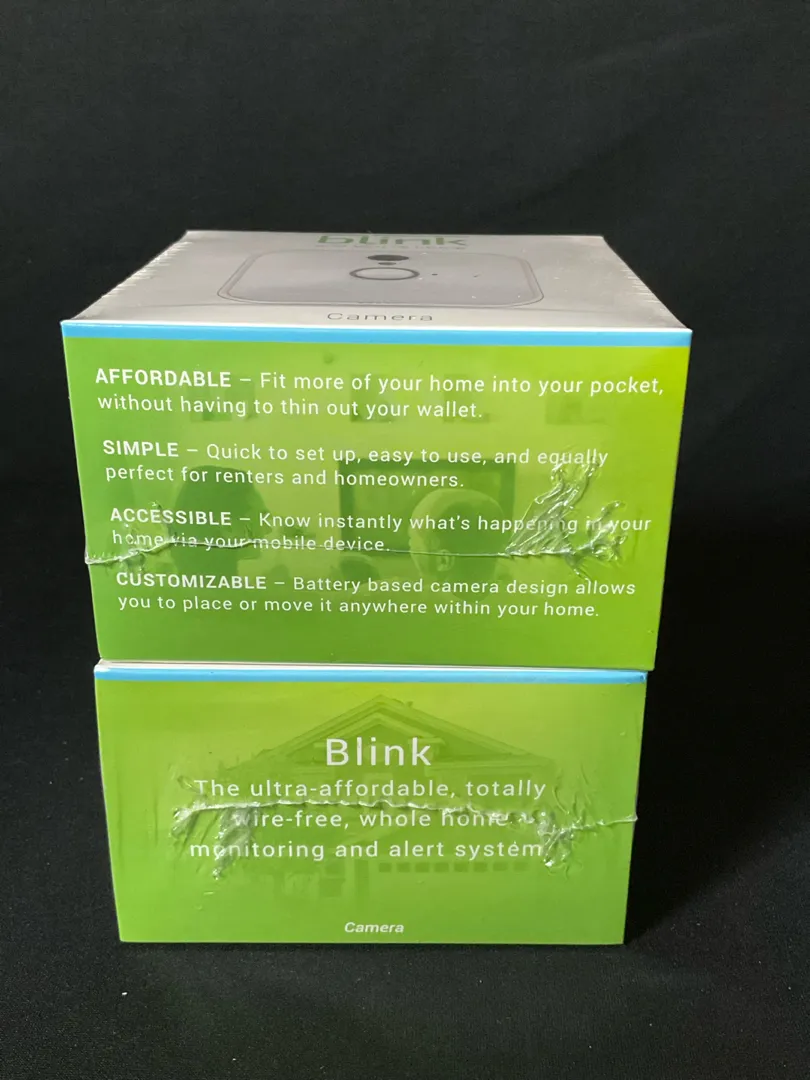 blink
Camera
AFFORDABLE – Fit more of your home into your pocket,
without having to thin out your wallet.
SIMPLE – Quick to set up, easy to use, and equally
perfect for renters and homeowners.
ACCESSIBLE – Know instantly what's happening in your
home via your mobile device.
CUSTOMIZABLE – Battery based camera design allows
you to place or move it anywhere within your home.
Blink
The ultra-affordable, totally
wire-free, whole home
monitoring and alert system
Camera